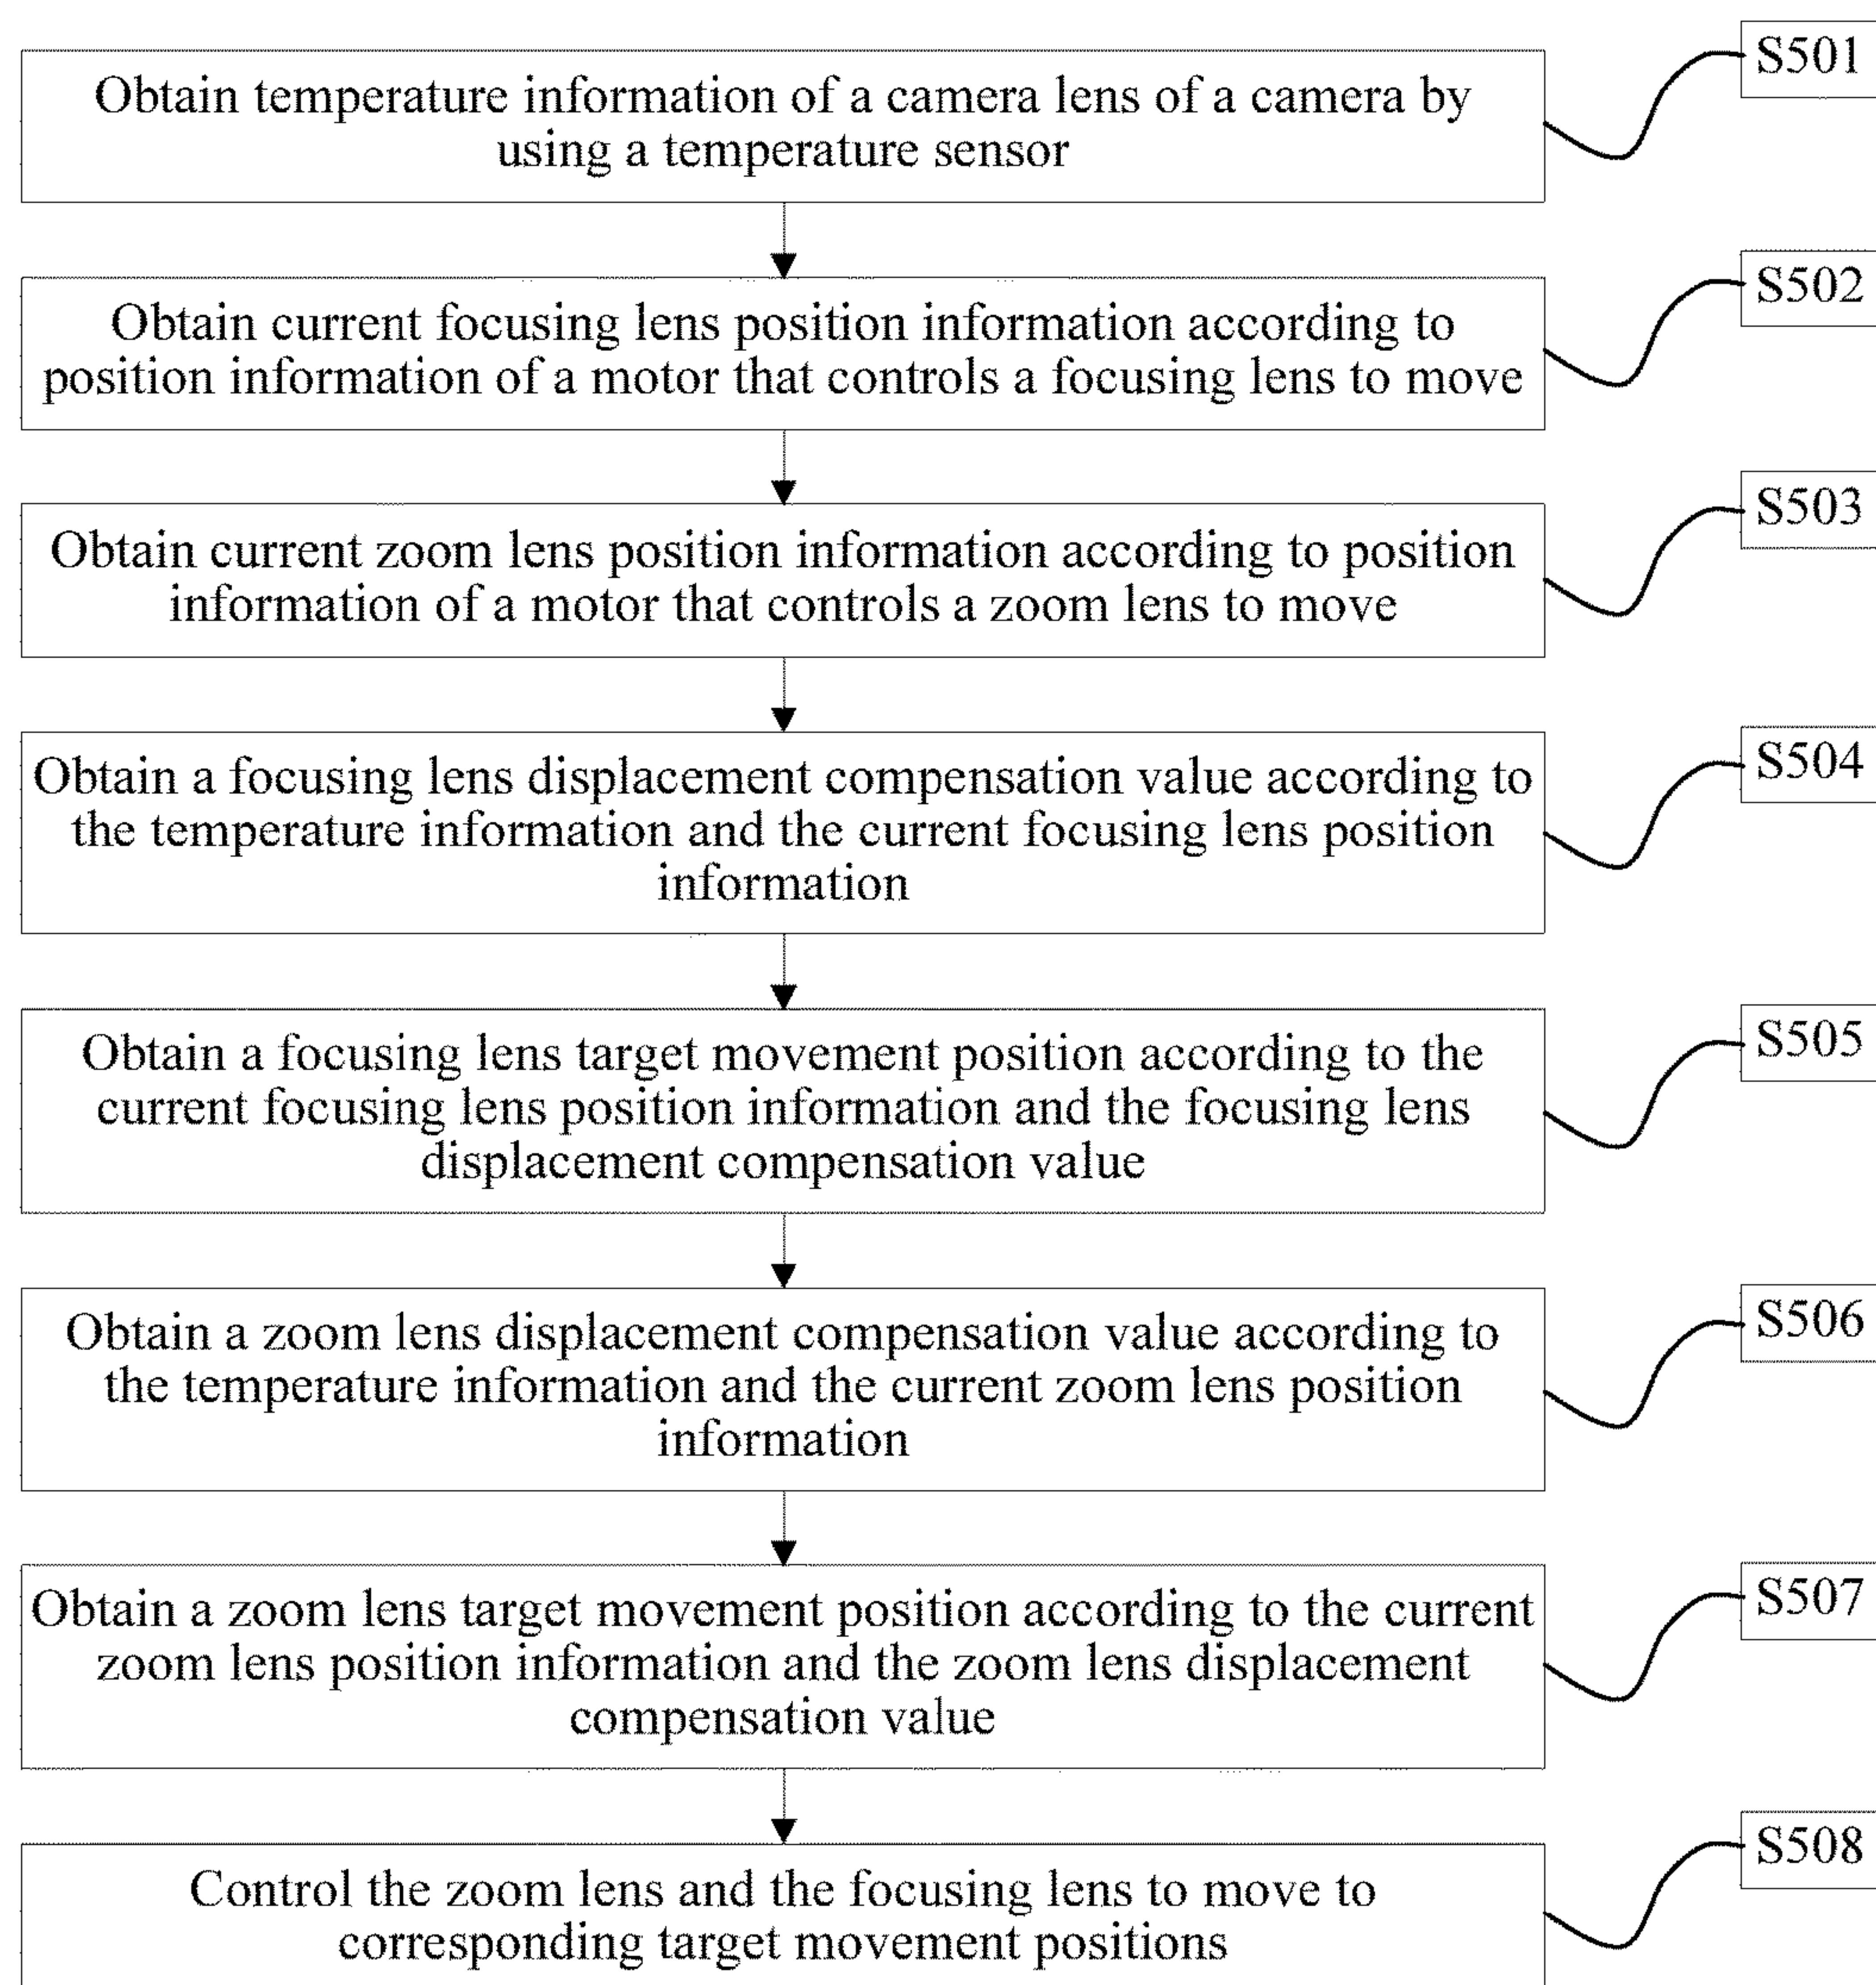 S501
Obtain temperature information of a camera lens of a camera by
using a temperature sensor
S502
Obtain current focusing lens position information according to
position information of a motor that controls a focusing lens to move
S503
Obtain current zoom lens position information according to position
information of a motor that controls a zoom lens to move
S504
Obtain a focusing lens displacement compensation value according to
the temperature information and the current focusing lens position
information
S505
Obtain a focusing lens target movement position according to the
current focusing lens position information and the focusing lens
displacement compensation value
S506
Obtain a zoom lens displacement compensation value according to
the temperature information and the current zoom lens position
information
S507
Obtain a zoom lens target movement position according to the current
zoom lens position information and the zoom lens displacement
compensation value
S508
Control the zoom lens and the focusing lens to move to
corresponding target movement positions